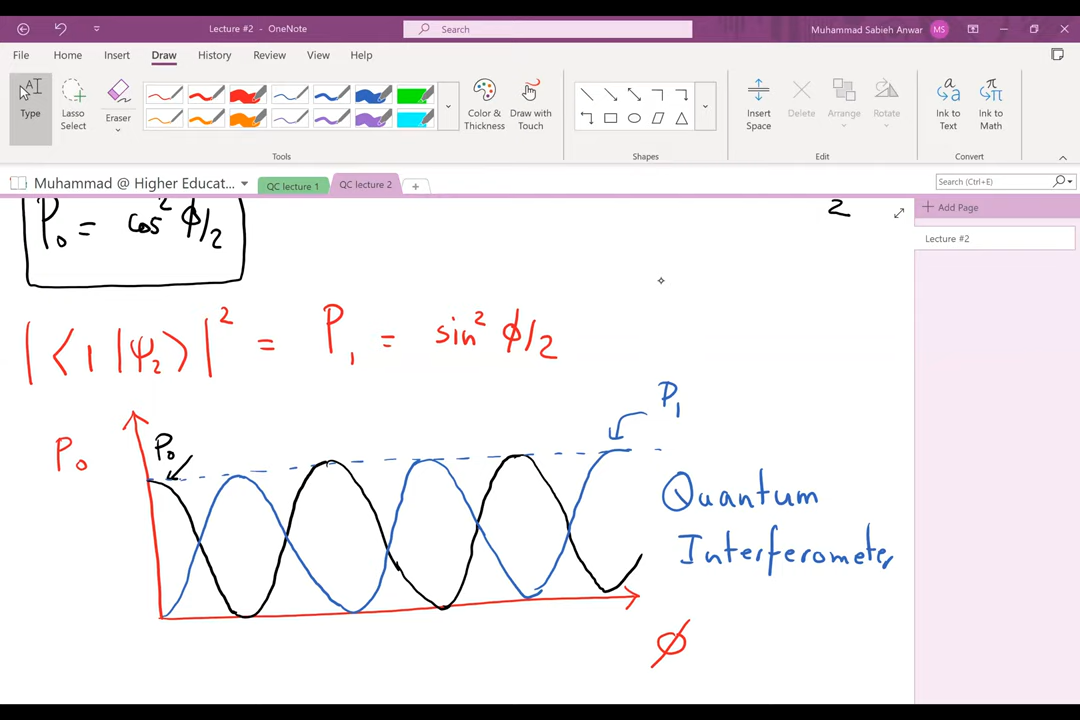 Lecture #2 - OneNote
Search
Muhammad Sabieh Anwar
MS
File Home Insert Draw History Review View Help
Type
Lasso Select
Eraser
Color & Thickness
Draw with Touch
Insert Space
Delete
Arrange
Rotate
Ink to Text
Ink to Math
Tools
Shapes
Edit
Convert
Muhammad @ Higher Educat...
QC lecture 1
QC lecture 2
Search (Ctrl+E)
Add Page
Lecture #2
P₀ = cos² ϕ/2
2
|⟨1|ψ₂⟩|² = P₁ = sin² ϕ/2
P₁
P₀
P₀
Quantum
Interferometer
ϕ